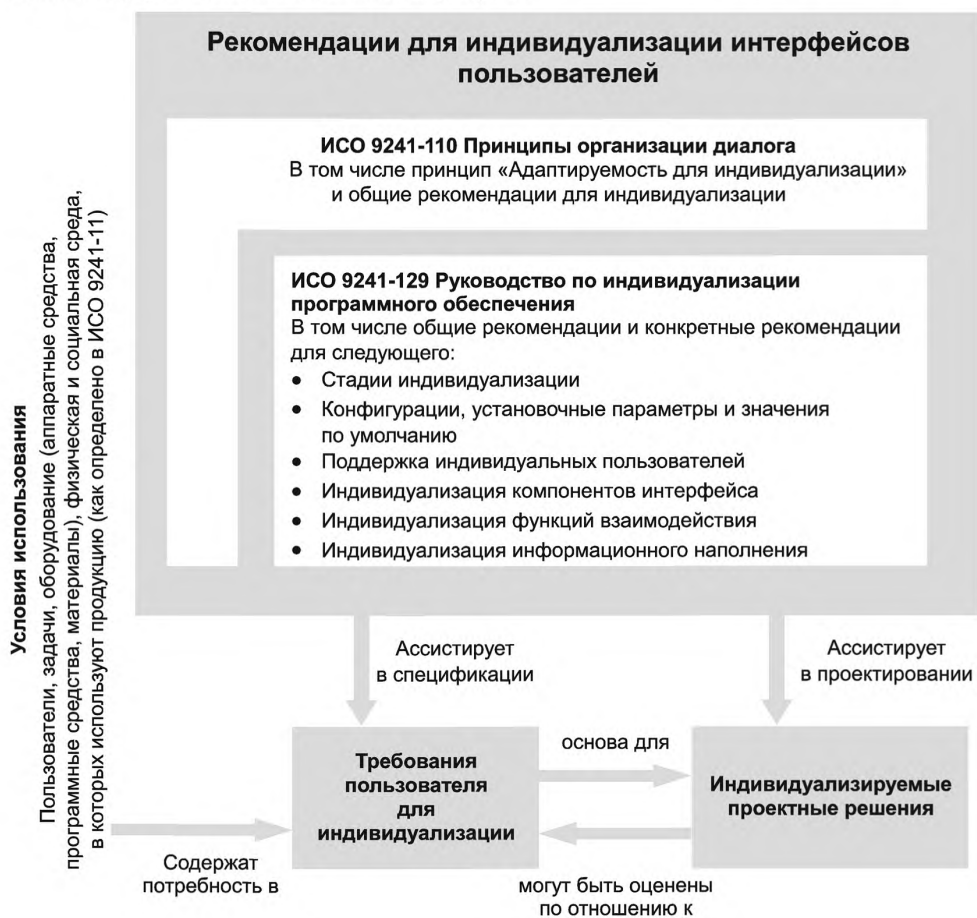 Рекомендации для индивидуализации интерфейсов
пользователей
ИСО 9241-110 Принципы организации диалога
В том числе принцип «Адаптируемость для индивидуализации»
и общие рекомендации для индивидуализации
ИСО 9241-129 Руководство по индивидуализации
программного обеспечения
В том числе общие рекомендации и конкретные рекомендации
для следующего:
● Стадии индивидуализации
● Конфигурации, установочные параметры и значения
по умолчанию
● Поддержка индивидуальных пользователей
● Индивидуализация компонентов интерфейса
● Индивидуализация функций взаимодействия
● Индивидуализация информационного наполнения
Условия использования
Пользователи, задачи, оборудование (аппаратные средства,
программные средства, материалы), физическая и социальная среда,
в которых используют продукцию (как определено в ИСО 9241-11)
Ассистирует
в спецификации
Ассистирует
в проектировании
Требования
пользователя
для
индивидуализации
основа для
Индивидуализируемые
проектные решения
Содержат
потребность в
могут быть оценены
по отношению к